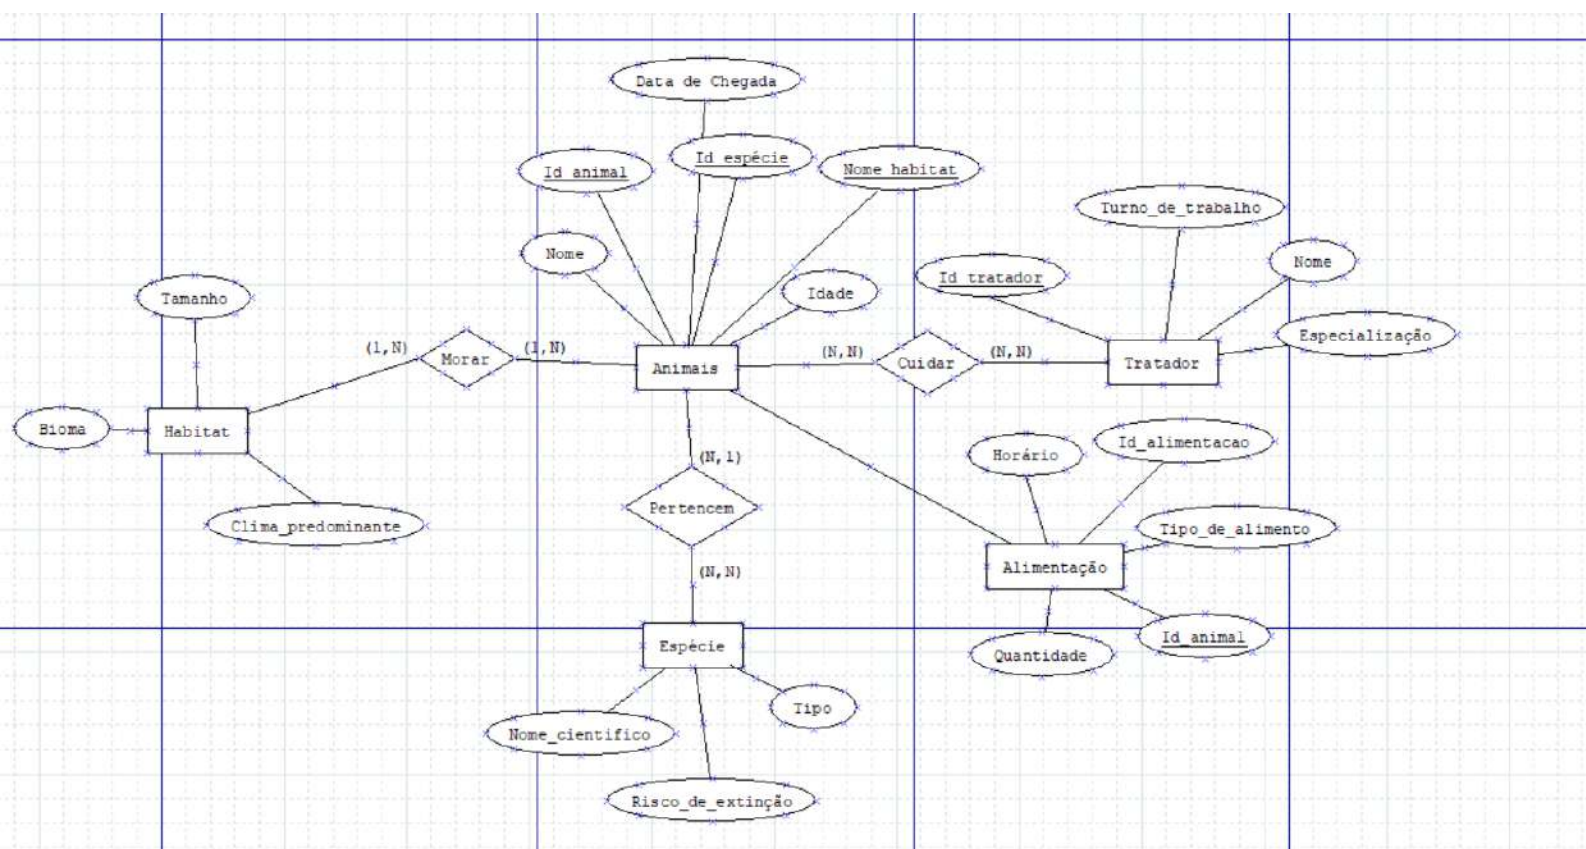 Data de Chegada
Id espécie
Id animal
Nome habitat
Turno_de_trabalho
Nome
Id tratador
Nome
Idade
Tamanho
Especialização
(1,N)
Morar
(1,N)
Animais
(N,N)
Cuidar
(N,N)
Tratador
Bioma
Habitat
Horário
Id_alimentacao
(N,1)
Pertencem
Clima_predominante
Tipo_de_alimento
(N,N)
Alimentação
Espécie
Quantidade
Id_animal
Tipo
Nome_cientifico
Risco_de_extinção